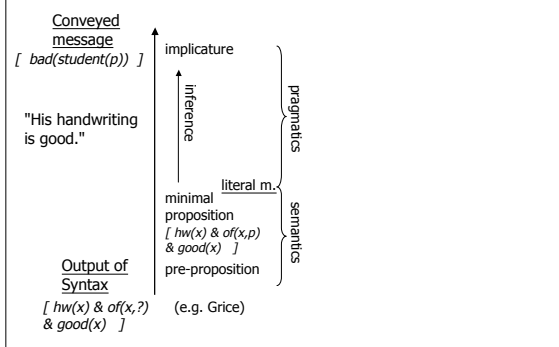 Conveyed
message
[ bad(student(p)) ]
implicature
inference
pragmatics
"His handwriting
is good."
literal m.
minimal
proposition
[ hw(x) & of(x,p)
& good(x) ]
semantics
pre-proposition
Output of
Syntax
[ hw(x) & of(x,?)
& good(x) ]
(e.g. Grice)